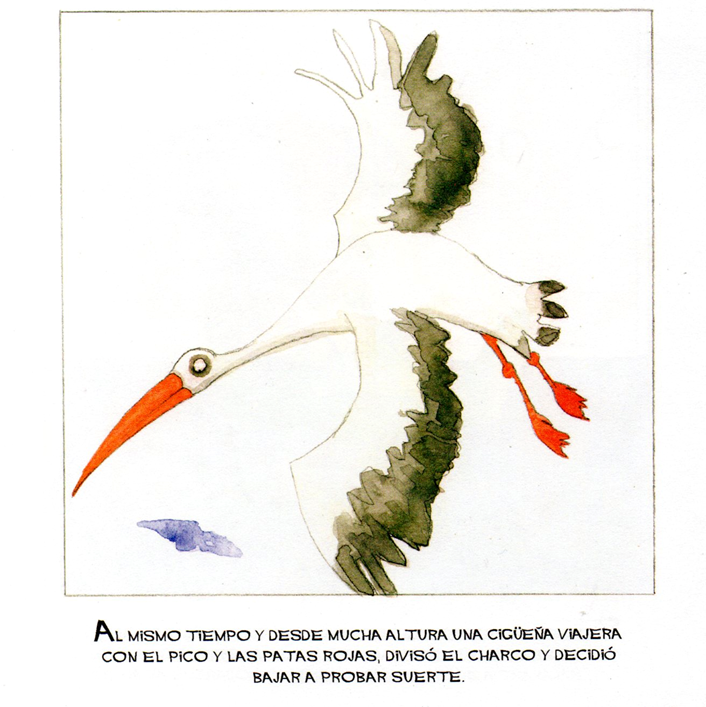 AL MISMO TIEMPO Y DESDE MUCHA ALTURA UNA CIGÜEÑA VIAJERA
CON EL PICO Y LAS PATAS ROJAS, DIVISÓ EL CHARCO Y DECIDIÓ
BAJAR A PROBAR SUERTE.